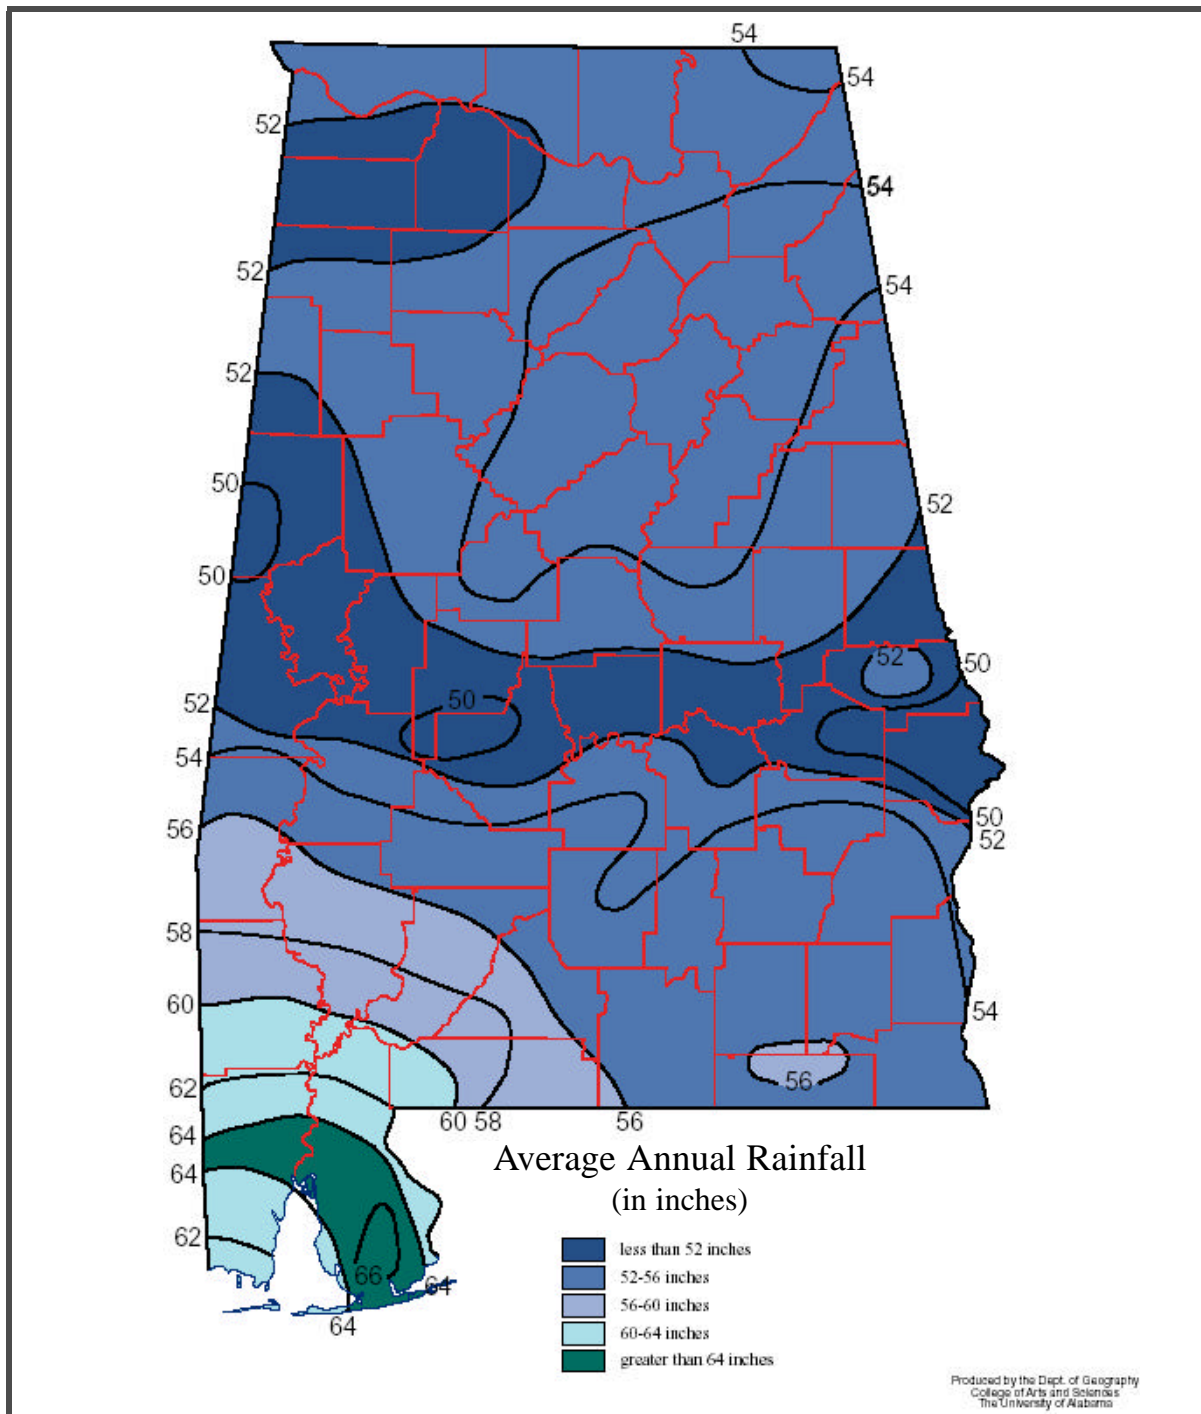 54
54
52
54
52
54
52
50
52
50
52
50
50
52
54
50
52
56
58
60
54
62
56
60 58 56
64
64
62
66
64
64
Average Annual Rainfall
(in inches)
less than 52 inches
52-56 inches
56-60 inches
60-64 inches
greater than 64 inches
Produced by the Dept. of Geography
College of Arts and Sciences
The University of Alabama